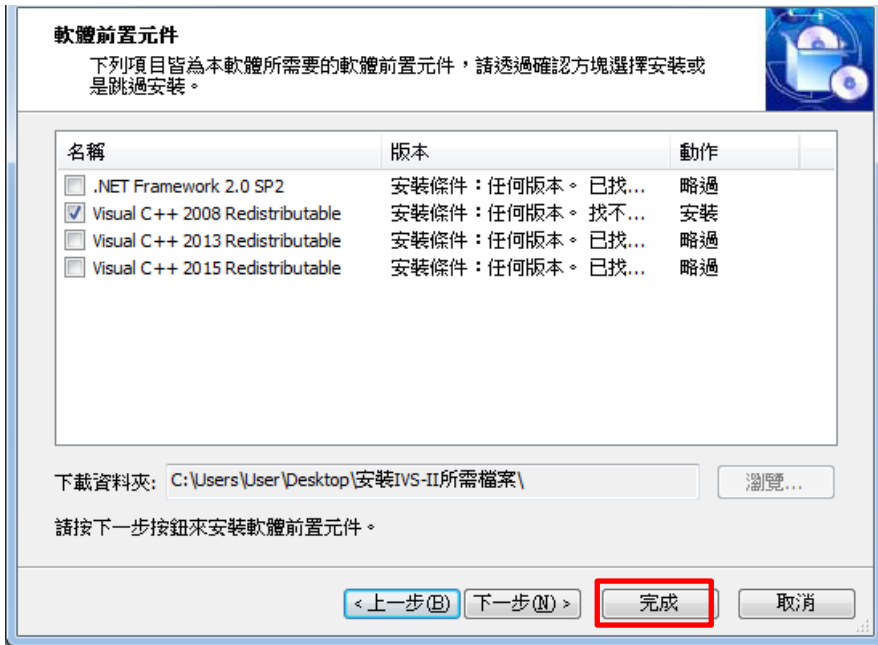 軟體前置元件
下列項目皆為本軟體所需要的軟體前置元件，請透過確認方塊選擇安裝或
是跳過安裝。
名稱 版本 動作
.NET Framework 2.0 SP2 安裝條件：任何版本。 已找... 略過
Visual C++ 2008 Redistributable 安裝條件：任何版本。 找不... 安裝
Visual C++ 2013 Redistributable 安裝條件：任何版本。 已找... 略過
Visual C++ 2015 Redistributable 安裝條件：任何版本。 已找... 略過
下載資料夾: C:\Users\User\Desktop\安裝IVS-II所需檔案\ 瀏覽...
請按下一步按鈕來安裝軟體前置元件。
<上一步(B) 下一步(N) > 完成 取消